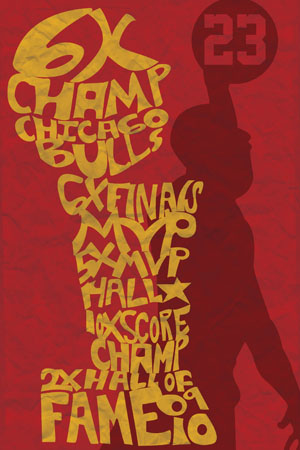 23
6X
CHAMP
CHICAGO
BULLS
6X FINALS
MVP
5X MVP
HALL★
10X SCORE
CHAMP
2X HALL OF
FAME 09
10